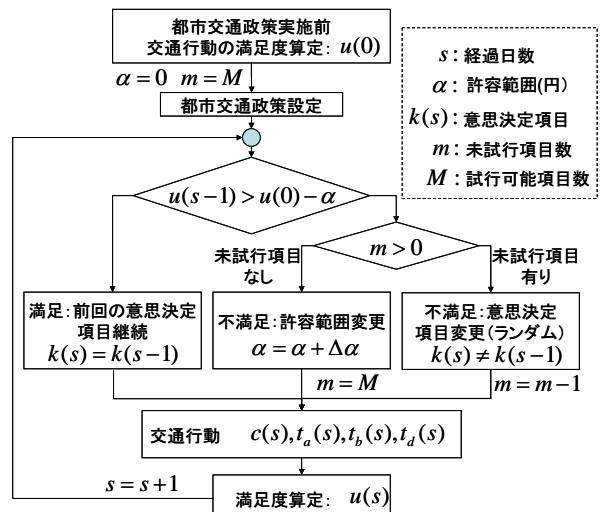 都市交通政策実施前
交通行動の満足度算定: u(0)
α=0 m=M
都市交通政策設定
s:経過日数
α:許容範囲(円)
k(s):意思決定項目
m:未試行項目数
M:試行可能項目数
u(s−1)>u(0)−α
m>0
未試行項目
なし
未試行項目
有り
満足:前回の意思決定
項目継続
k(s)=k(s−1)
不満足:許容範囲変更
α=α+Δα
不満足:意思決定
項目変更(ランダム)
k(s)≠k(s−1)
m=M
m=m−1
交通行動 c(s),t_a(s),t_b(s),t_d(s)
s=s+1
満足度算定: u(s)